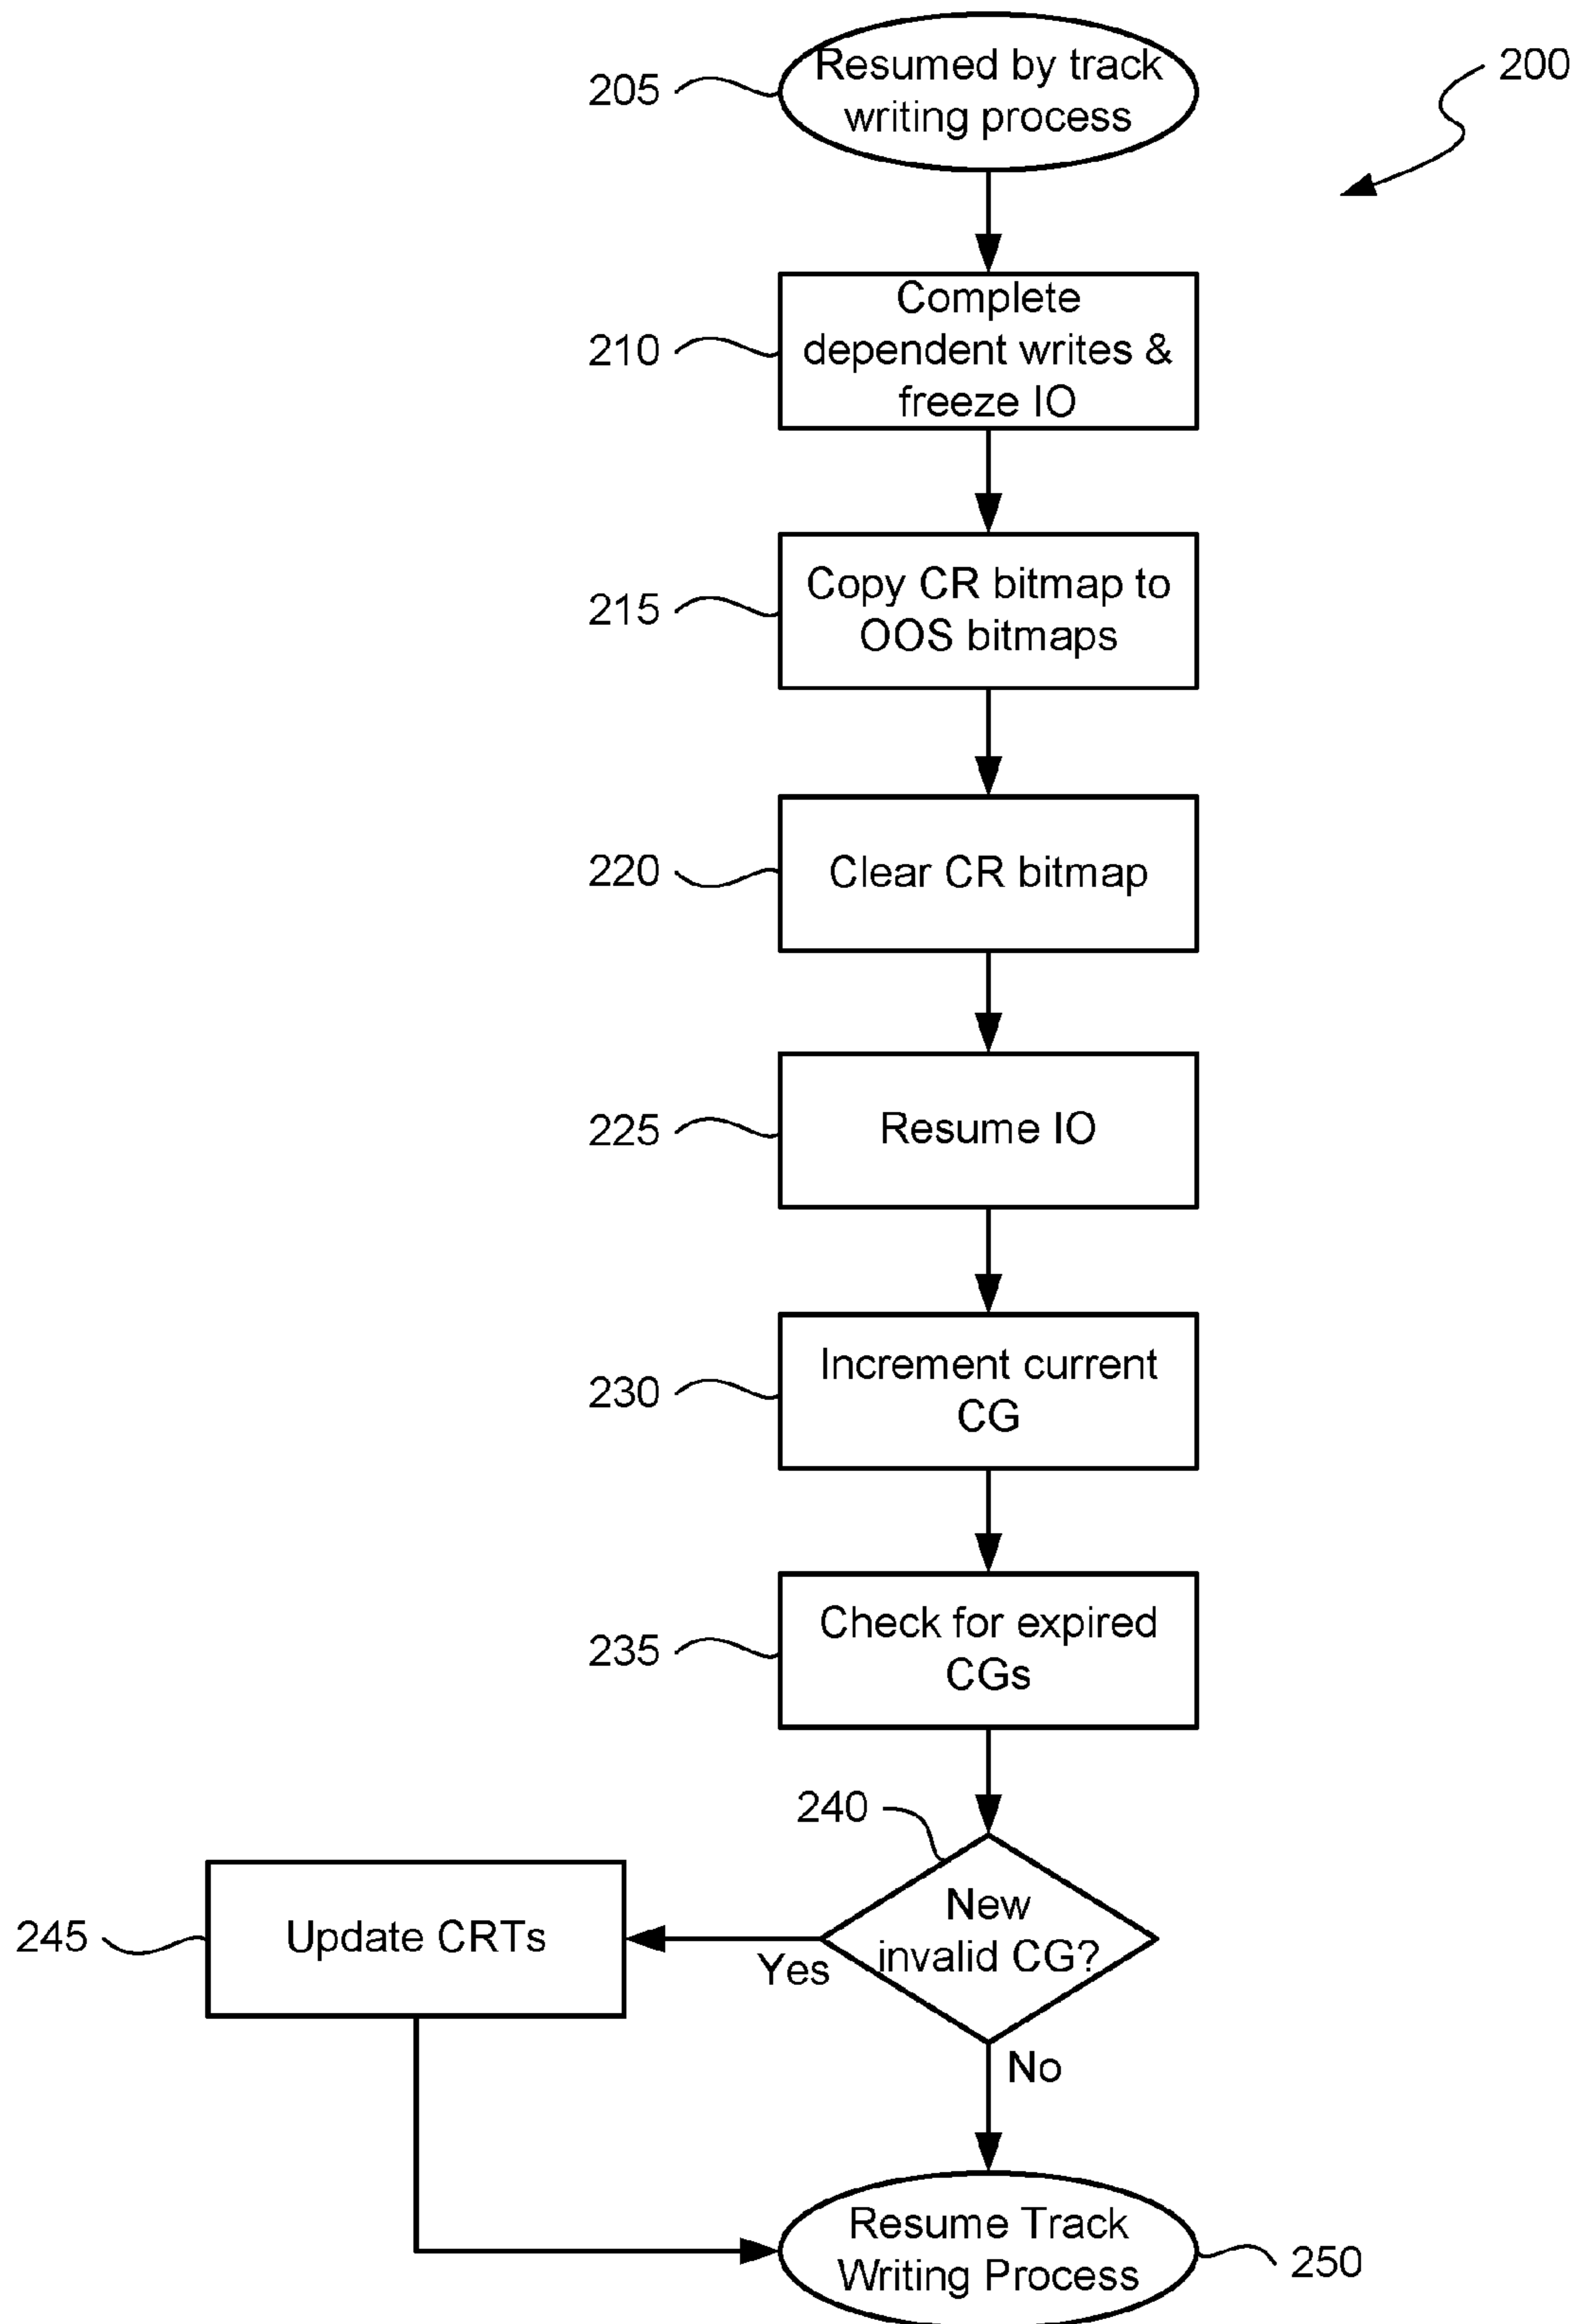 200
205
Resumed by track
writing process
210
Complete
dependent writes &
freeze IO
215
Copy CR bitmap to
OOS bitmaps
220
Clear CR bitmap
225
Resume IO
230
Increment current
CG
235
Check for expired
CGs
240
New
invalid CG?
Yes
No
245
Update CRTs
Resume Track
Writing Process
250